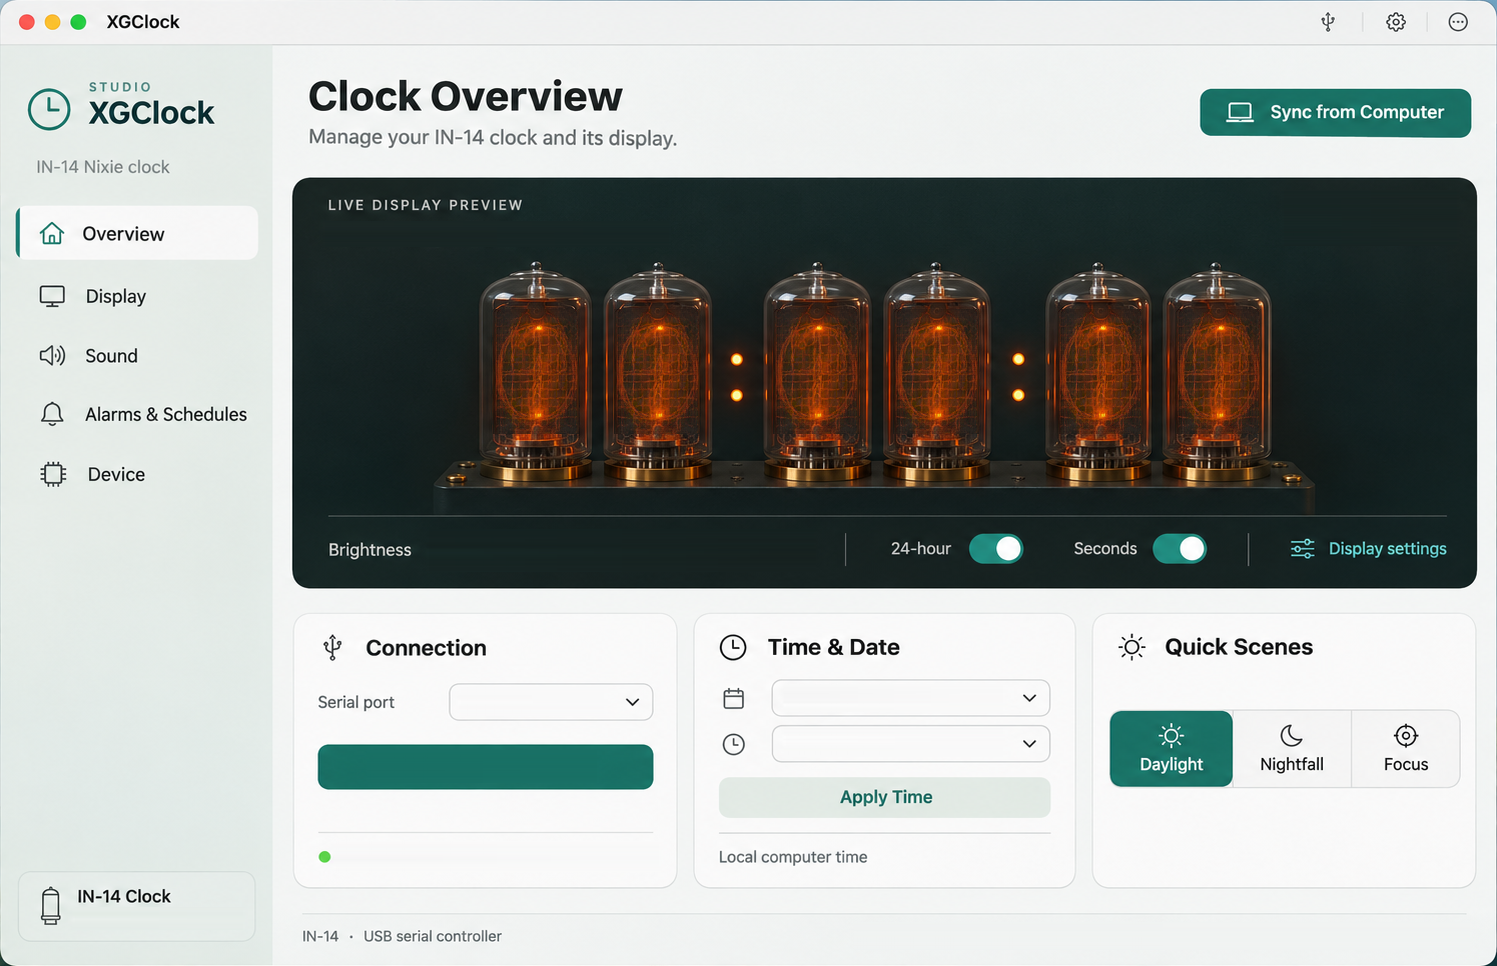 XGClock
STUDIO
XGClock
IN-14 Nixie clock
Overview
Display
Sound
Alarms & Schedules
Device
IN-14 Clock
Clock Overview
Manage your IN-14 clock and its display.
Sync from Computer
LIVE DISPLAY PREVIEW
Brightness
24-hour
Seconds
Display settings
Connection
Serial port
Time & Date
Apply Time
Local computer time
Quick Scenes
Daylight
Nightfall
Focus
IN-14 · USB serial controller